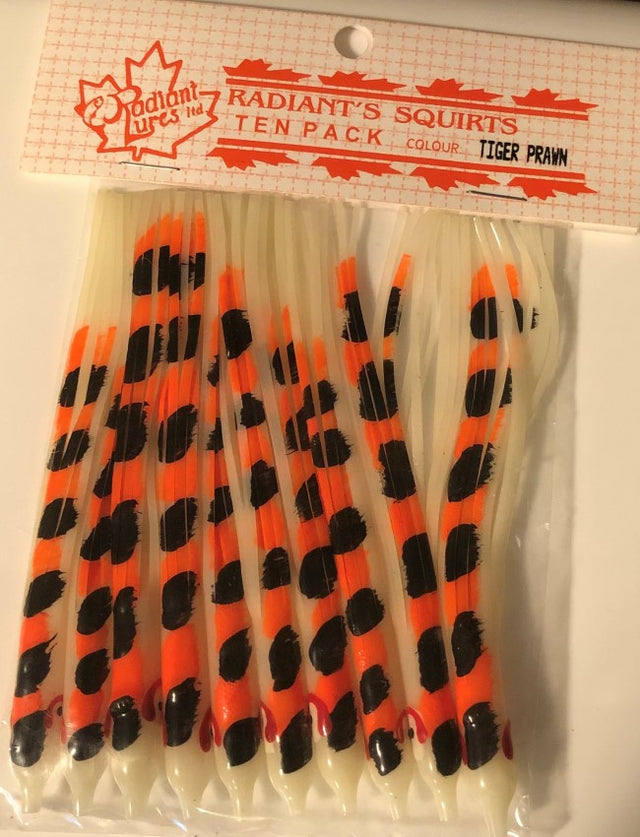 Radiant
Lures ltd
RADIANT'S SQUIRTS
TEN PACK COLOUR TIGER PRAWN